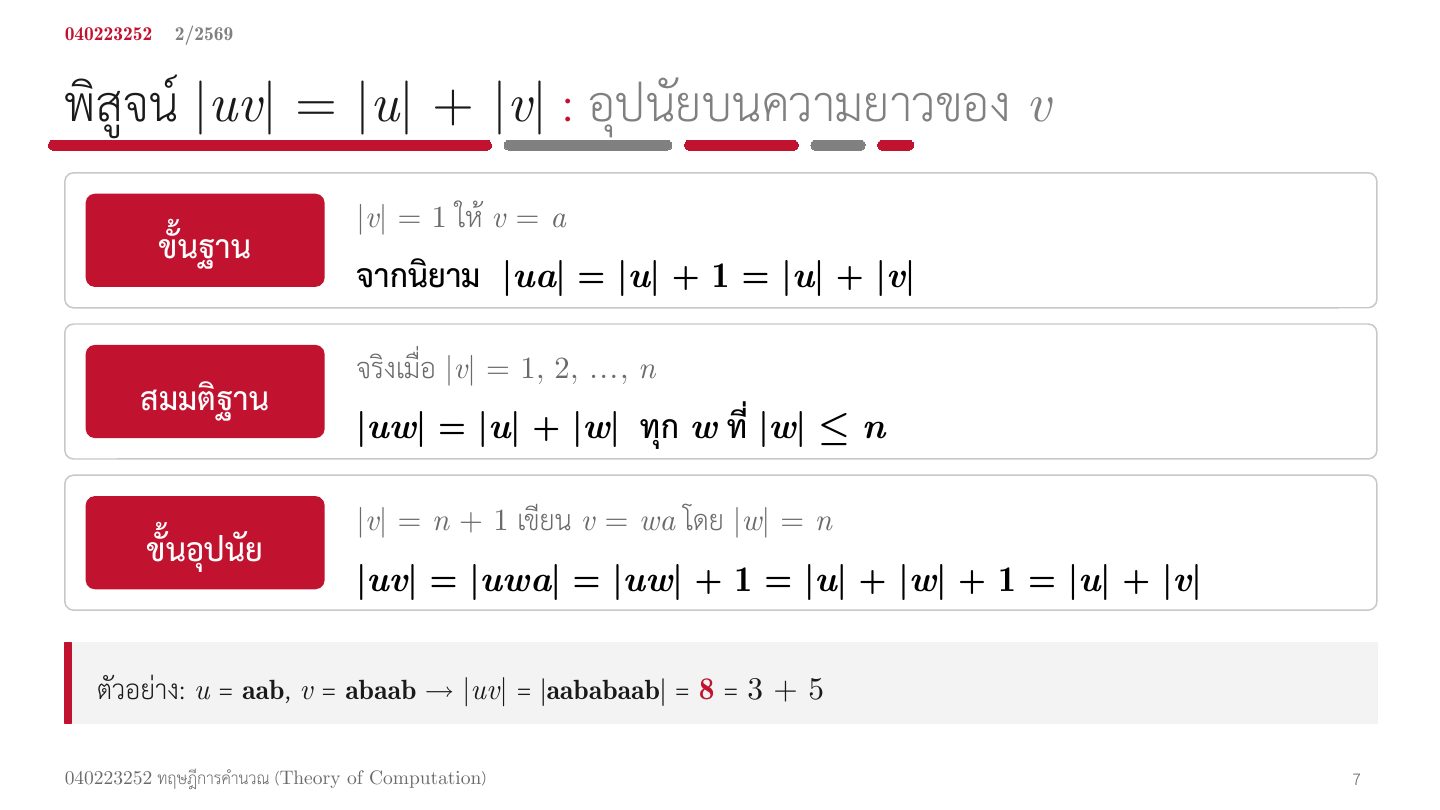 040223252 2/2569
พิสูจน์ |uv| = |u| + |v| : อุปนัยบนความยาวของ v
ขั้นฐาน
|v| = 1 ให้ v = a
จากนิยาม |ua| = |u| + 1 = |u| + |v|
สมมติฐาน
จริงเมื่อ |v| = 1, 2, ..., n
|uw| = |u| + |w| ทุก w ที่ |w| ≤ n
ขั้นอุปนัย
|v| = n + 1 เขียน v = wa โดย |w| = n
|uv| = |uwa| = |uw| + 1 = |u| + |w| + 1 = |u| + |v|
ตัวอย่าง: u = aab, v = abaab → |uv| = |aababaab| = 8 = 3 + 5
040223252 ทฤษฎีการคำนวณ (Theory of Computation)
7